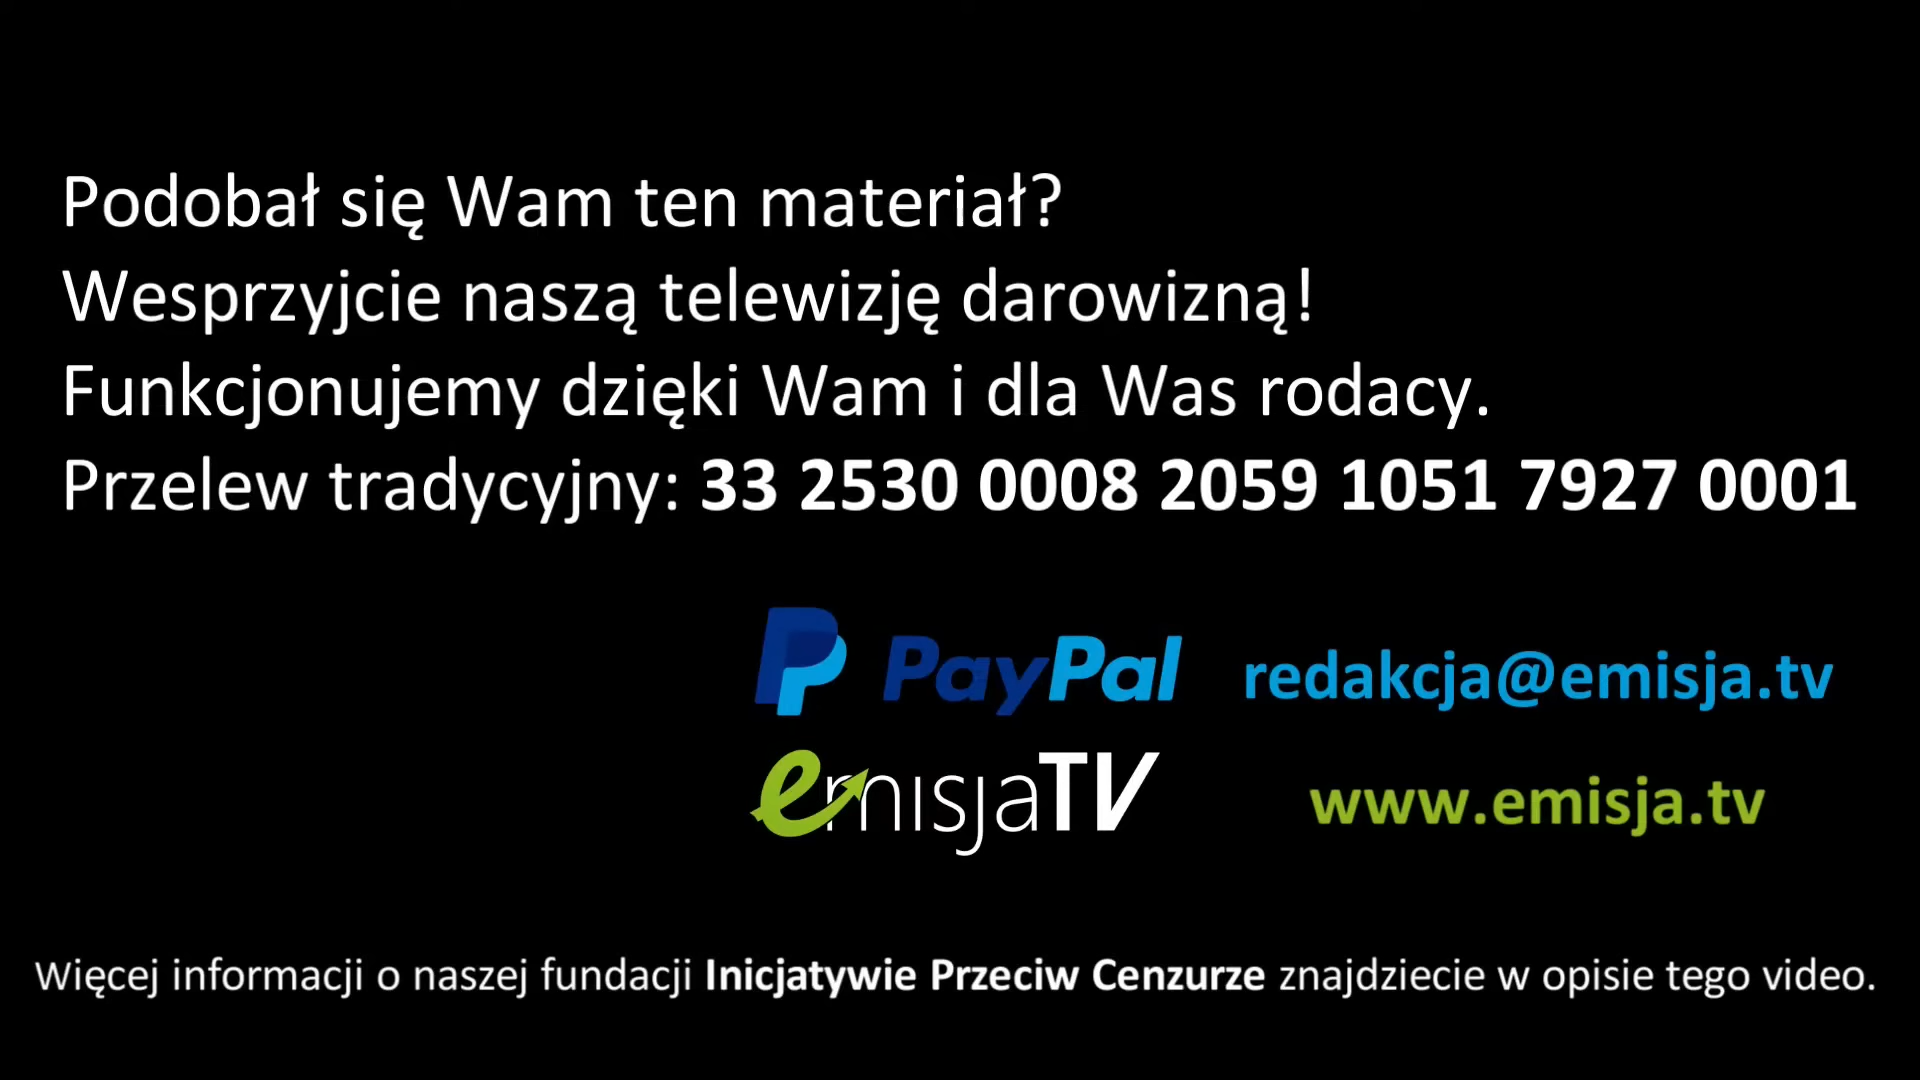 Podobał się Wam ten materiał?
Wesprzyjcie naszą telewizję darowizną!
Funkcjonujemy dzięki Wam i dla Was rodacy.
Przelew tradycyjny: 33 2530 0008 2059 1051 7927 0001
PayPal redakcja@emisja.tv
emisjaTV www.emisja.tv
Więcej informacji o naszej fundacji Inicjatywie Przeciw Cenzurze znajdziecie w opisie tego video.